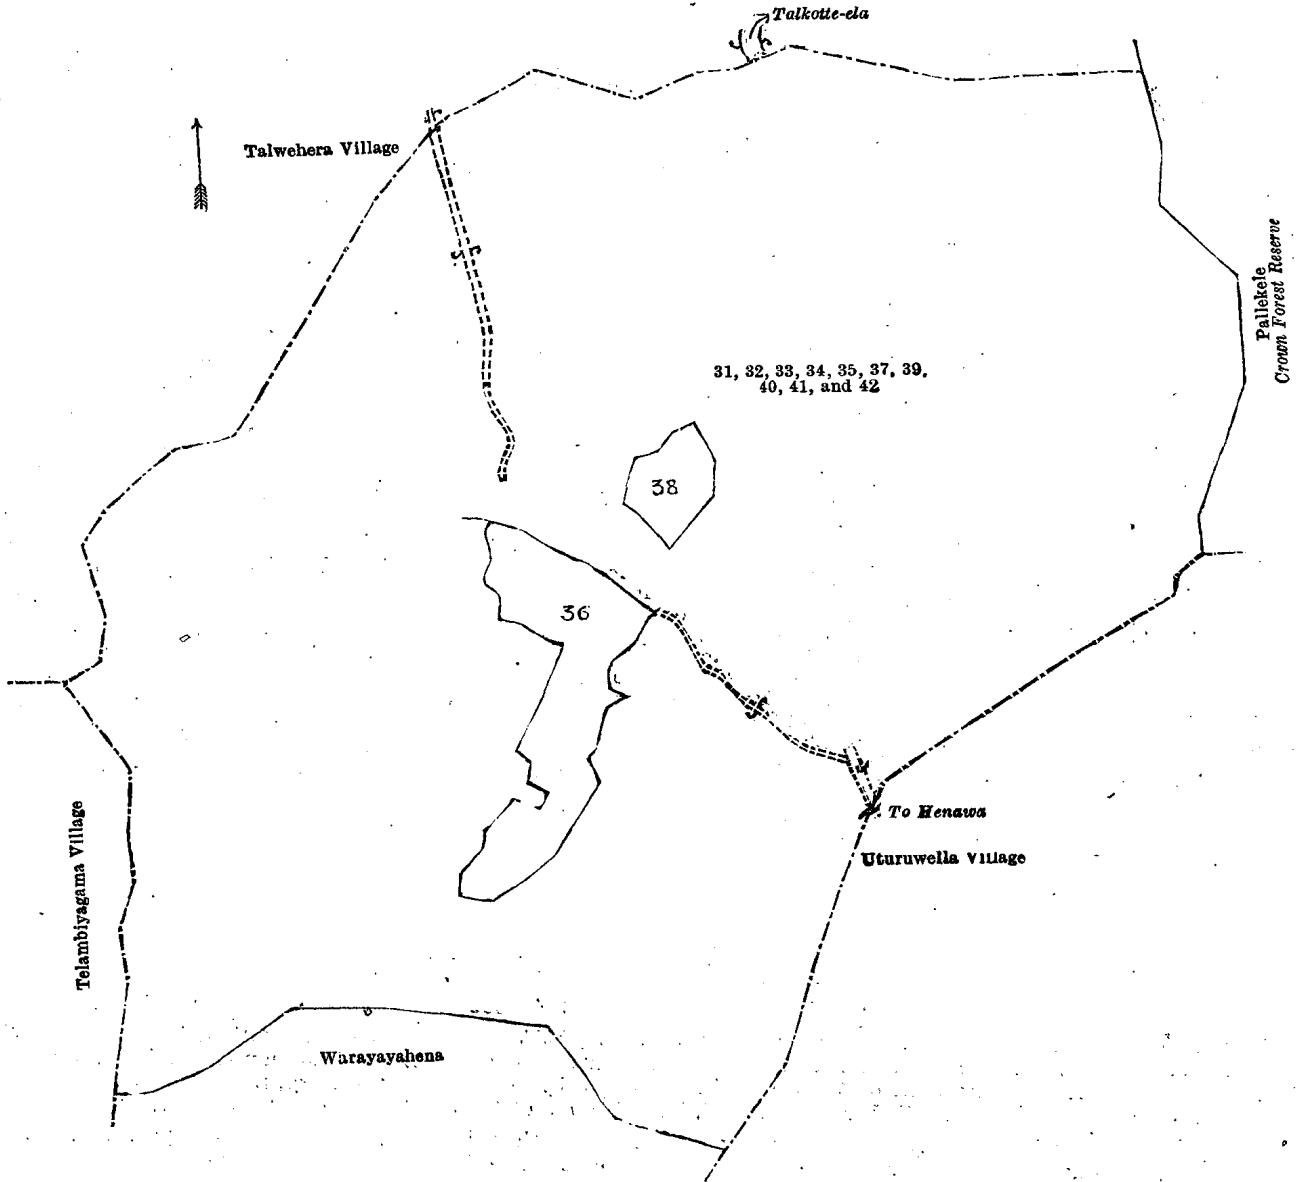 Talkotte-ela
Talwehera Village
Pallekele
Crown Forest Reserve
31, 32, 33, 34, 35, 37, 39,
40, 41, and 42
38
36
To Henawa
Uturuwella Village
Telambiyagama Village
Warayayahena